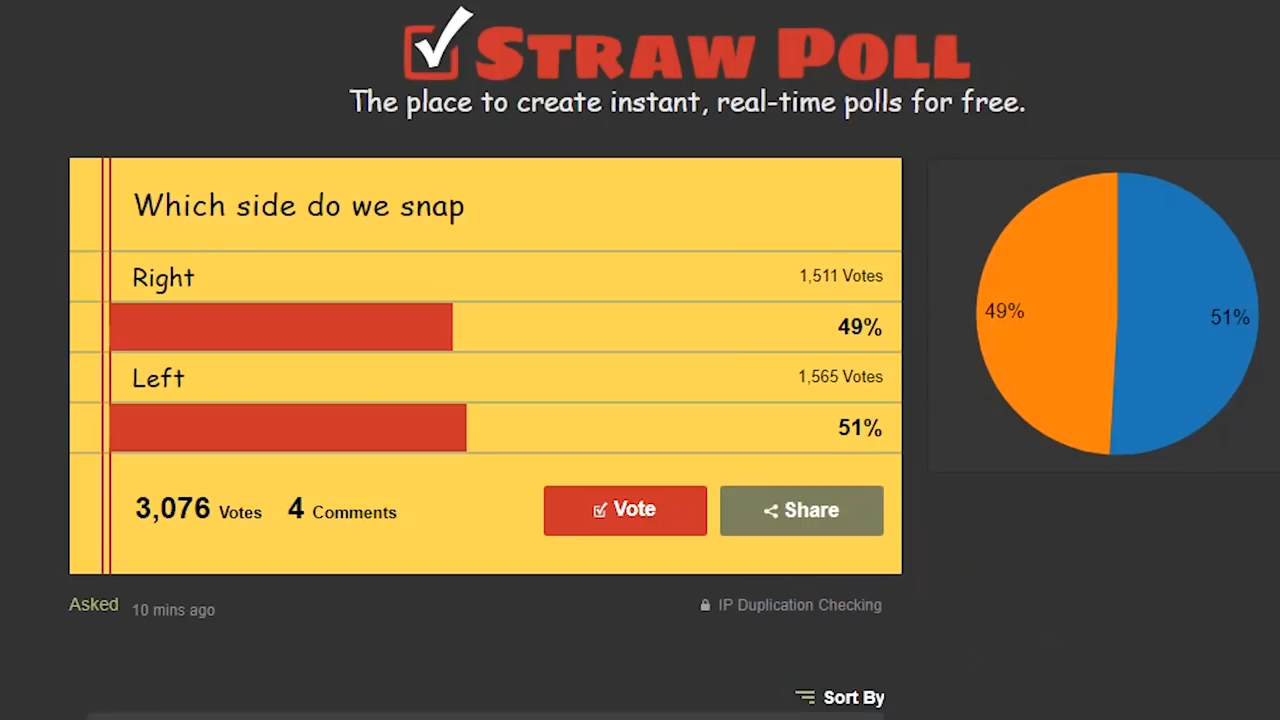 STRAW POLL
The place to create instant, real-time polls for free.
Which side do we snap
Right
1,511 Votes
49%
Left
1,565 Votes
51%
3,076 Votes 4 Comments
Vote
Share
49%
51%
Asked 10 mins ago
IP Duplication Checking
Sort By